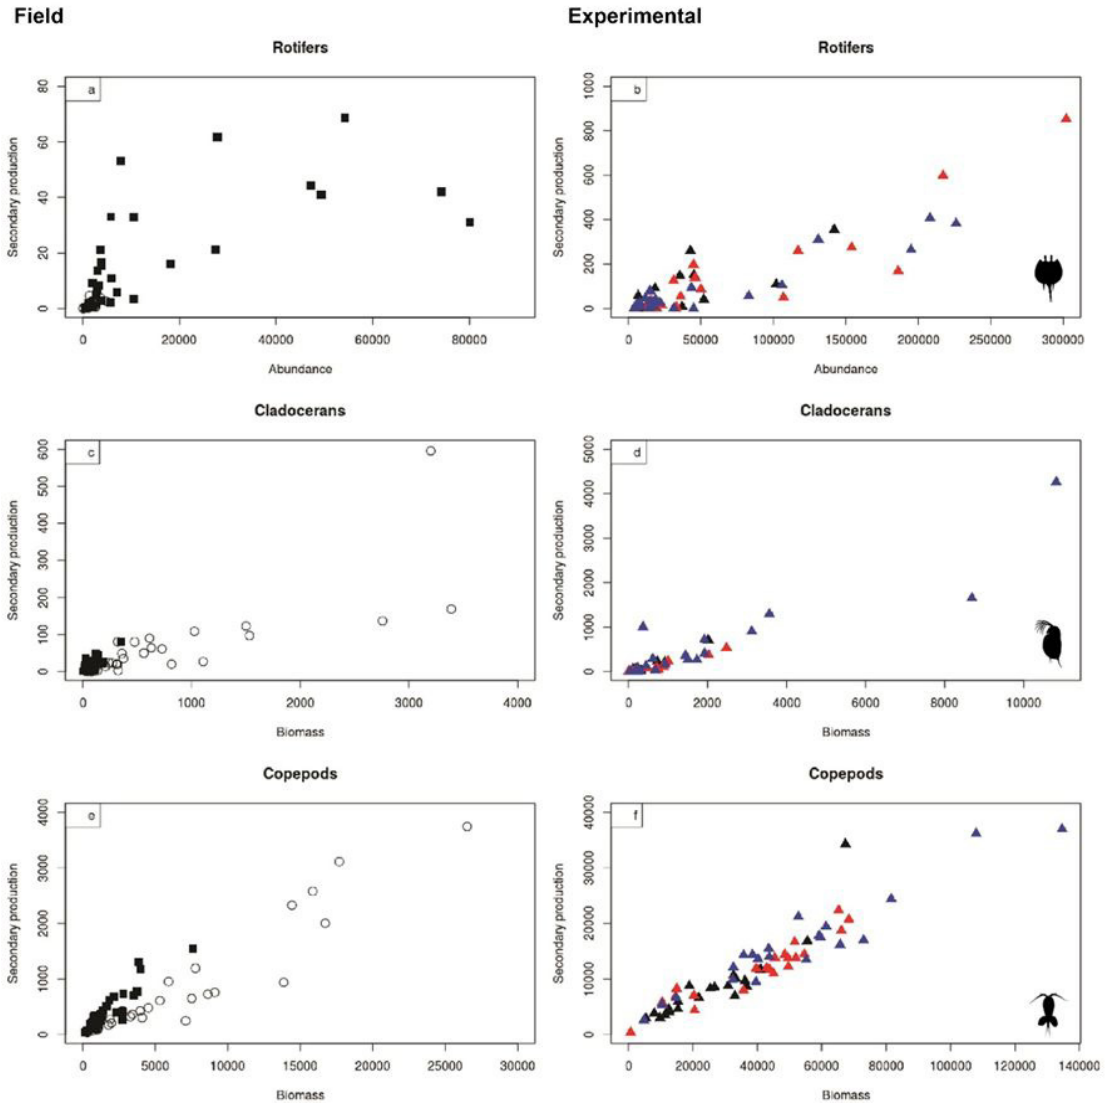 Field Experimental
Rotifers Rotifers
a b
Secondary production
0 20 40 60 80
0 20000 40000 60000 80000
Abundance
Secondary production
0 200 400 600 800 1000
0 50000 100000 150000 200000 250000 300000
Abundance
Cladocerans Cladocerans
c d
Secondary production
0 100 200 300 400 500 600
0 1000 2000 3000 4000
Biomass
Secondary production
0 1000 2000 3000 4000 5000
0 2000 4000 6000 8000 10000
Biomass
Copepods Copepods
e f
Secondary production
0 1000 2000 3000 4000
0 5000 10000 15000 20000 25000 30000
Biomass
Secondary production
0 10000 20000 30000 40000
0 20000 40000 60000 80000 100000 120000 140000
Biomass